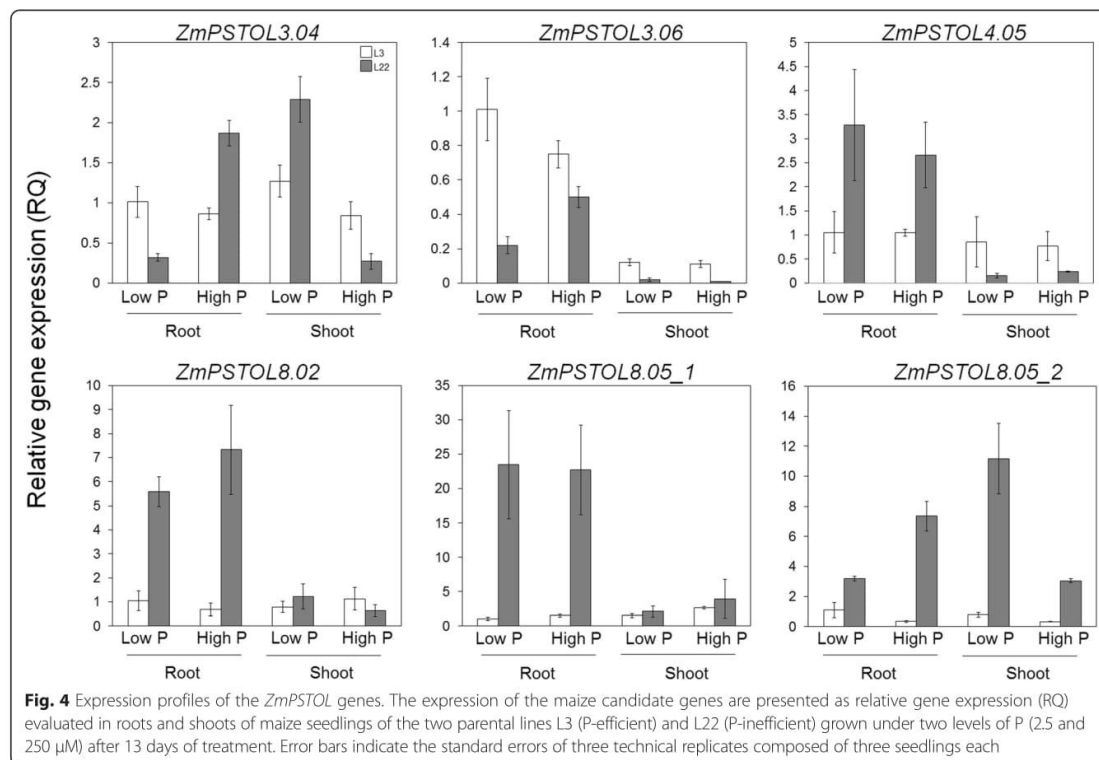 Relative gene expression (RQ)
ZmPSTOL3.04
3
2.5
2
1.5
1
0.5
0
L3
L22
Low P High P Low P High P
Root Shoot
ZmPSTOL3.06
1.4
1.2
1
0.8
0.6
0.4
0.2
0
Low P High P Low P High P
Root Shoot
ZmPSTOL4.05
5
4.5
4
3.5
3
2.5
2
1.5
1
0.5
0
Low P High P Low P High P
Root Shoot
ZmPSTOL8.02
10
9
8
7
6
5
4
3
2
1
0
Low P High P Low P High P
Root Shoot
ZmPSTOL8.05_1
35
30
25
20
15
10
5
0
Low P High P Low P High P
Root Shoot
ZmPSTOL8.05_2
16
14
12
10
8
6
4
2
0
Low P High P Low P High P
Root Shoot
Fig. 4 Expression profiles of the ZmPSTOL genes. The expression of the maize candidate genes are presented as relative gene expression (RQ)
evaluated in roots and shoots of maize seedlings of the two parental lines L3 (P-efficient) and L22 (P-inefficient) grown under two levels of P (2.5 and
250 μM) after 13 days of treatment. Error bars indicate the standard errors of three technical replicates composed of three seedlings each